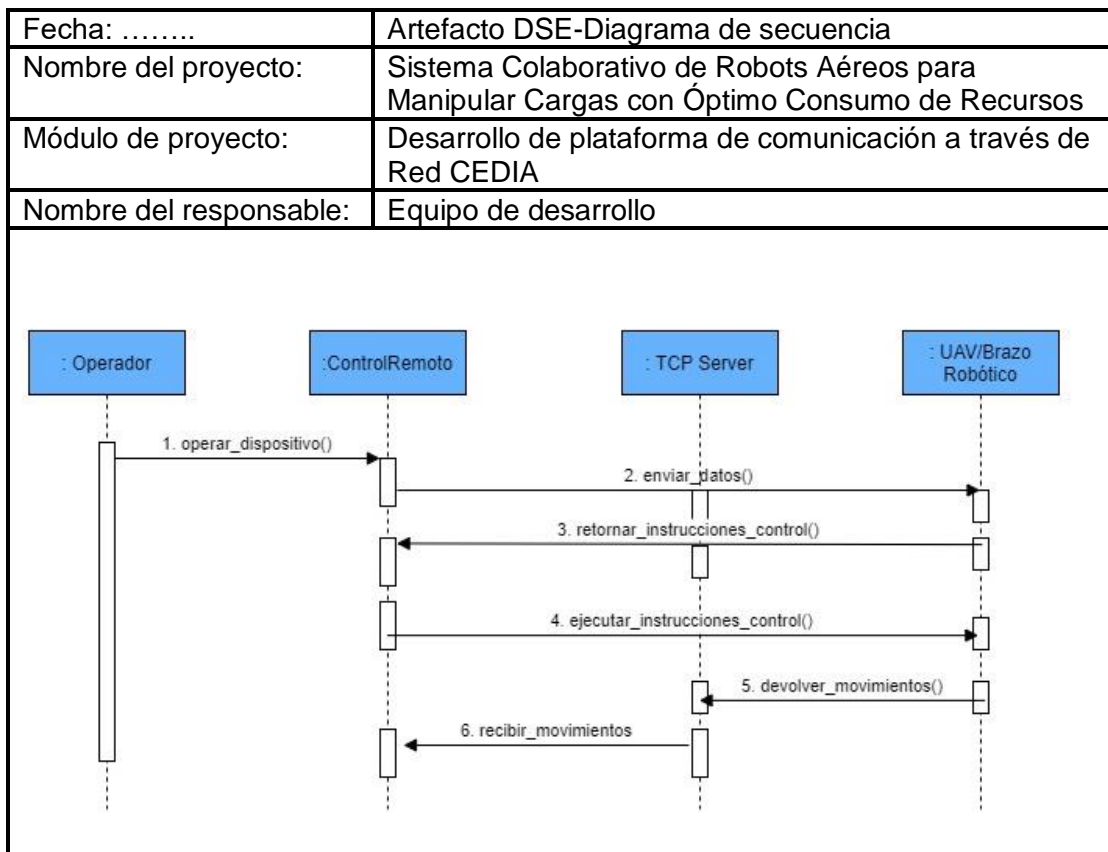 Fecha: ........ Artefacto DSE-Diagrama de secuencia
Nombre del proyecto: Sistema Colaborativo de Robots Aéreos para
Manipular Cargas con Óptimo Consumo de Recursos
Módulo de proyecto: Desarrollo de plataforma de comunicación a través de
Red CEDIA
Nombre del responsable: Equipo de desarrollo
: Operador
:ControlRemoto
: TCP Server
: UAV/Brazo
Robótico
1. operar_dispositivo()
2. enviar_datos()
3. retornar_instrucciones_control()
4. ejecutar_instrucciones_control()
5. devolver_movimientos()
6. recibir_movimientos